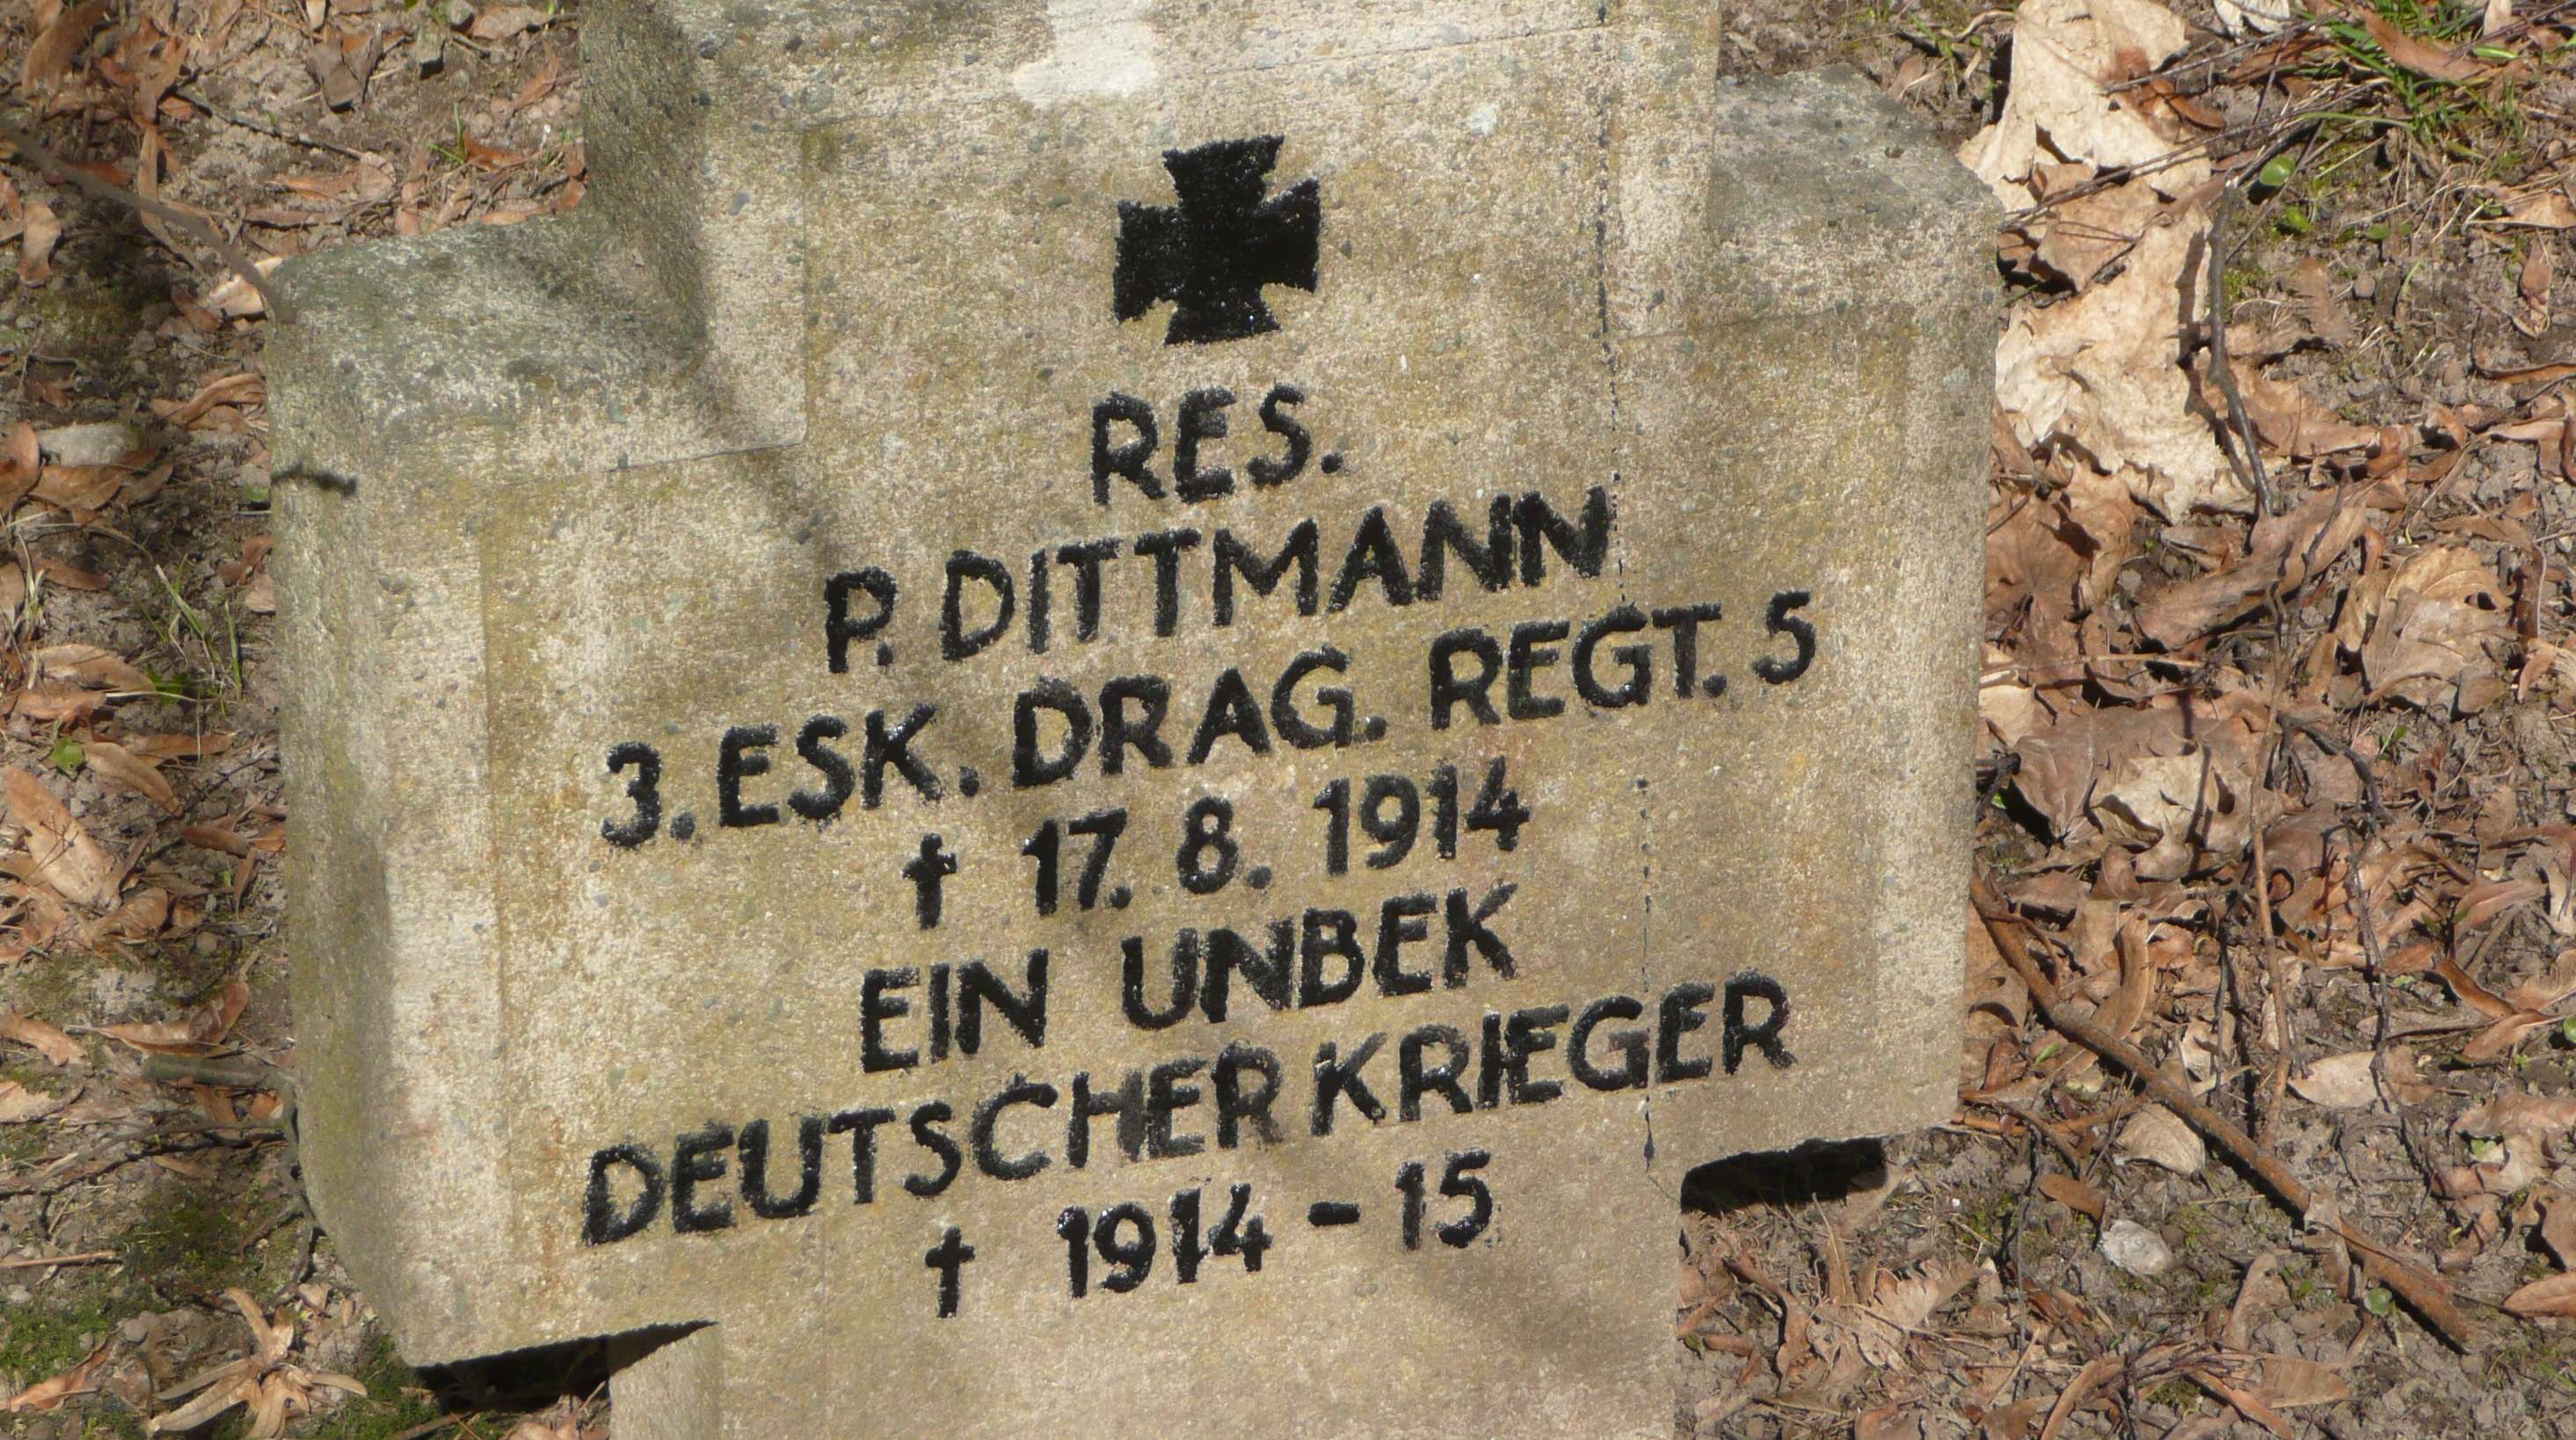 RES.
P. DITTMANN
3. ESK. DRAG. REGT. 5
† 17. 8. 1914
EIN UNBEK
DEUTSCHER KRIEGER
† 1914 - 15